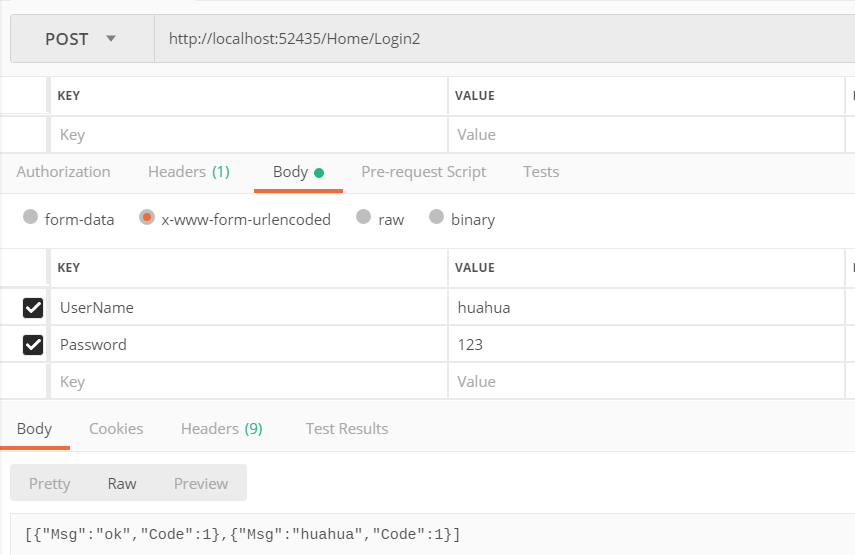 POST http://localhost:52435/Home/Login2
KEY VALUE
Key Value
Authorization Headers (1) Body Pre-request Script Tests
form-data x-www-form-urlencoded raw binary
KEY VALUE
UserName huahua
Password 123
Key Value
Body Cookies Headers (9) Test Results
Pretty Raw Preview
[{"Msg":"ok","Code":1},{"Msg":"huahua","Code":1}]